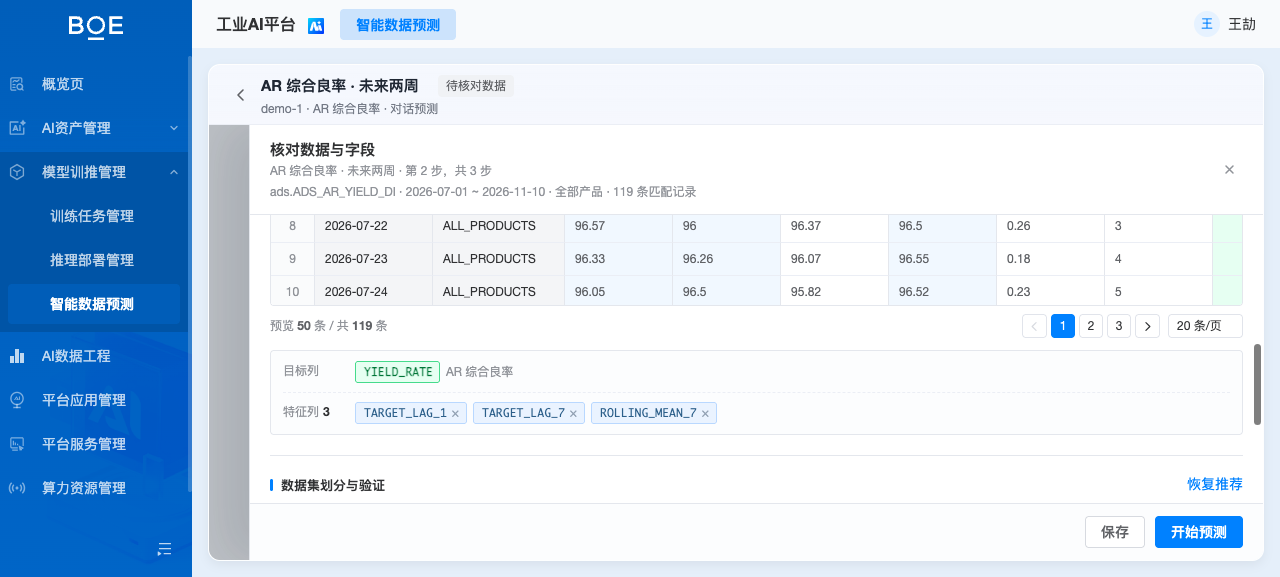 BOE
工业AI平台
Ai
智能数据预测
王
王劼
概览页
AI资产管理
模型训推管理
训练任务管理
推理部署管理
智能数据预测
AI数据工程
平台应用管理
平台服务管理
算力资源管理
AR 综合良率 · 未来两周
待核对数据
demo-1 · AR 综合良率 · 对话预测
核对数据与字段
AR 综合良率 · 未来两周 · 第 2 步，共 3 步
ads.ADS_AR_YIELD_DI · 2026-07-01 ~ 2026-11-10 · 全部产品 · 119 条匹配记录
8 2026-07-22 ALL_PRODUCTS 96.57 96 96.37 96.5 0.26 3
9 2026-07-23 ALL_PRODUCTS 96.33 96.26 96.07 96.55 0.18 4
10 2026-07-24 ALL_PRODUCTS 96.05 96.5 95.82 96.52 0.23 5
预览 50 条 / 共 119 条
1 2 3 20 条/页
目标列 YIELD_RATE AR 综合良率
特征列 3 TARGET_LAG_1 × TARGET_LAG_7 × ROLLING_MEAN_7 ×
数据集划分与验证
恢复推荐
保存
开始预测